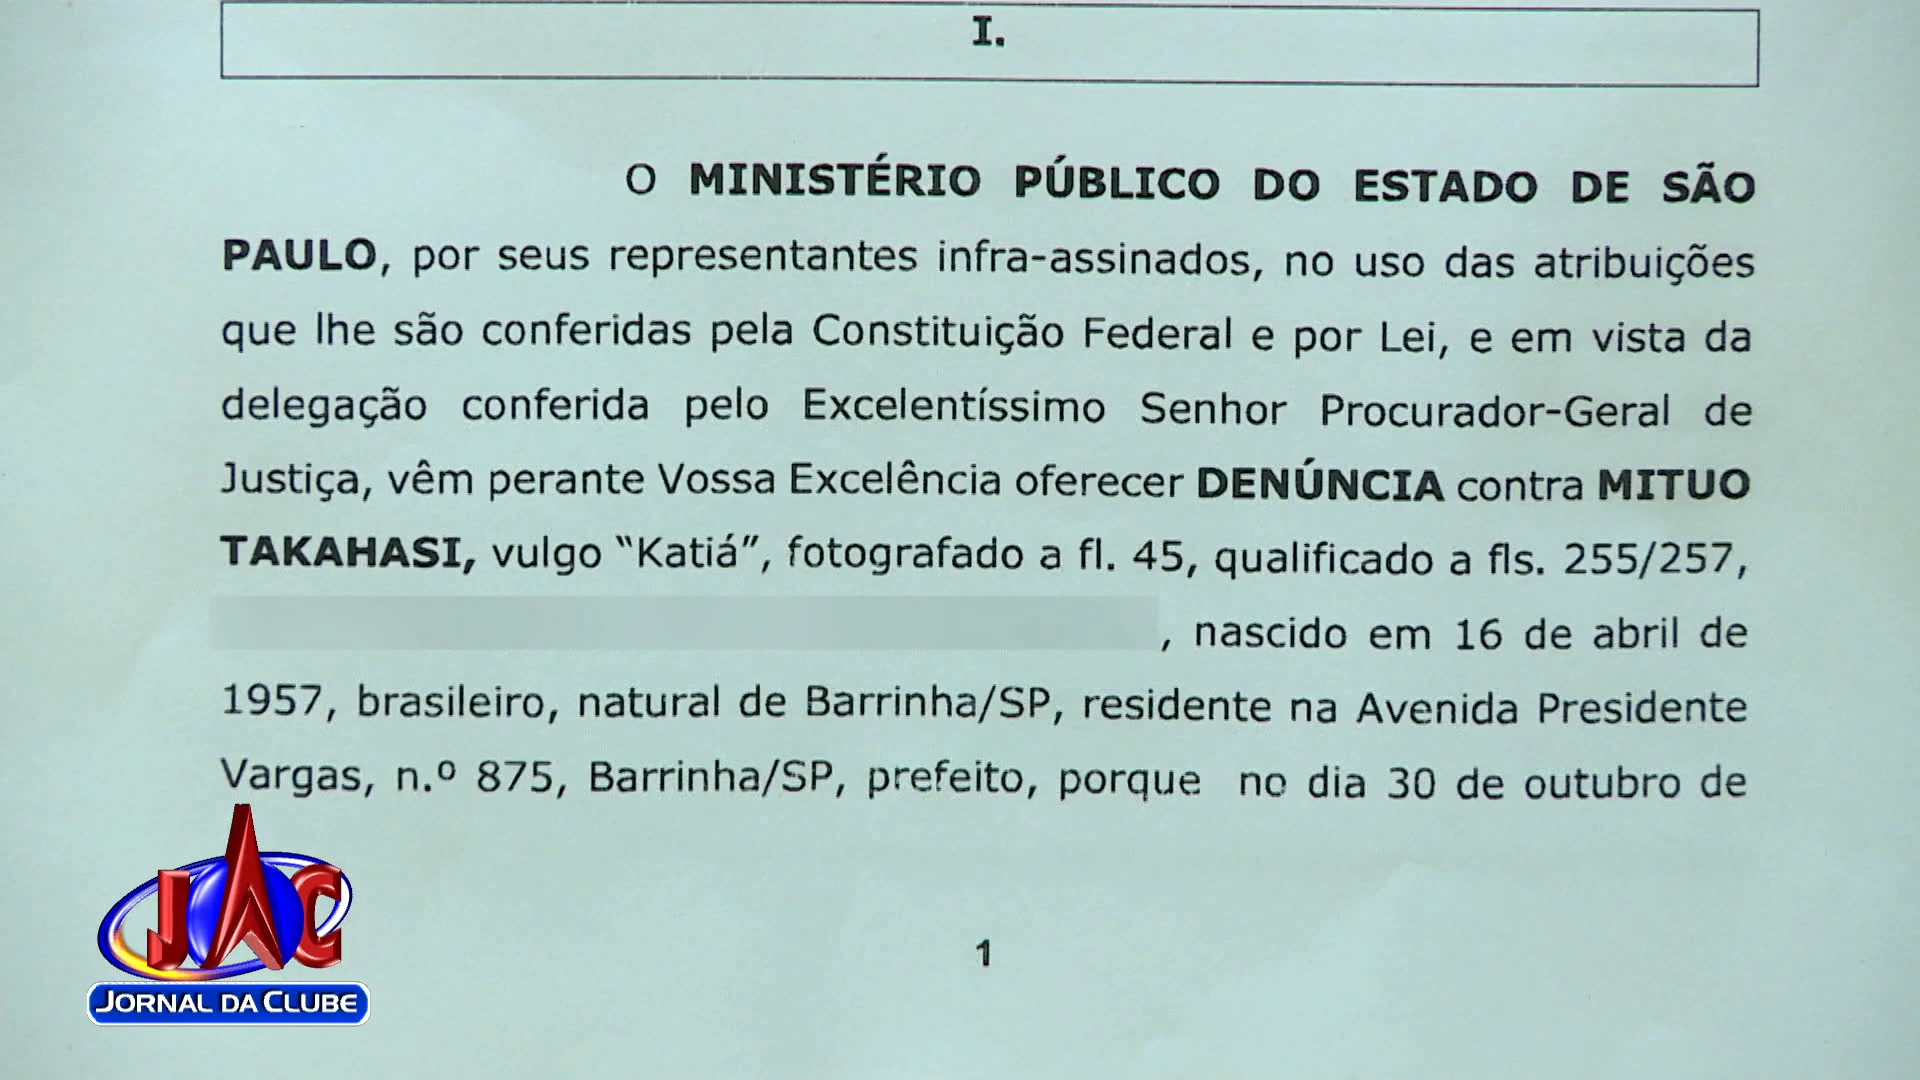 I.
O MINISTÉRIO PÚBLICO DO ESTADO DE SÃO
PAULO, por seus representantes infra-assinados, no uso das atribuições
que lhe são conferidas pela Constituição Federal e por Lei, e em vista da
delegação conferida pelo Excelentíssimo Senhor Procurador-Geral de
Justiça, vêm perante Vossa Excelência oferecer DENÚNCIA contra MITUO
TAKAHASI, vulgo “Katiá”, fotografado a fl. 45, qualificado a fls. 255/257,
, nascido em 16 de abril de
1957, brasileiro, natural de Barrinha/SP, residente na Avenida Presidente
Vargas, n.º 875, Barrinha/SP, prefeito, porque no dia 30 de outubro de
1
JAC
JORNAL DA CLUBE